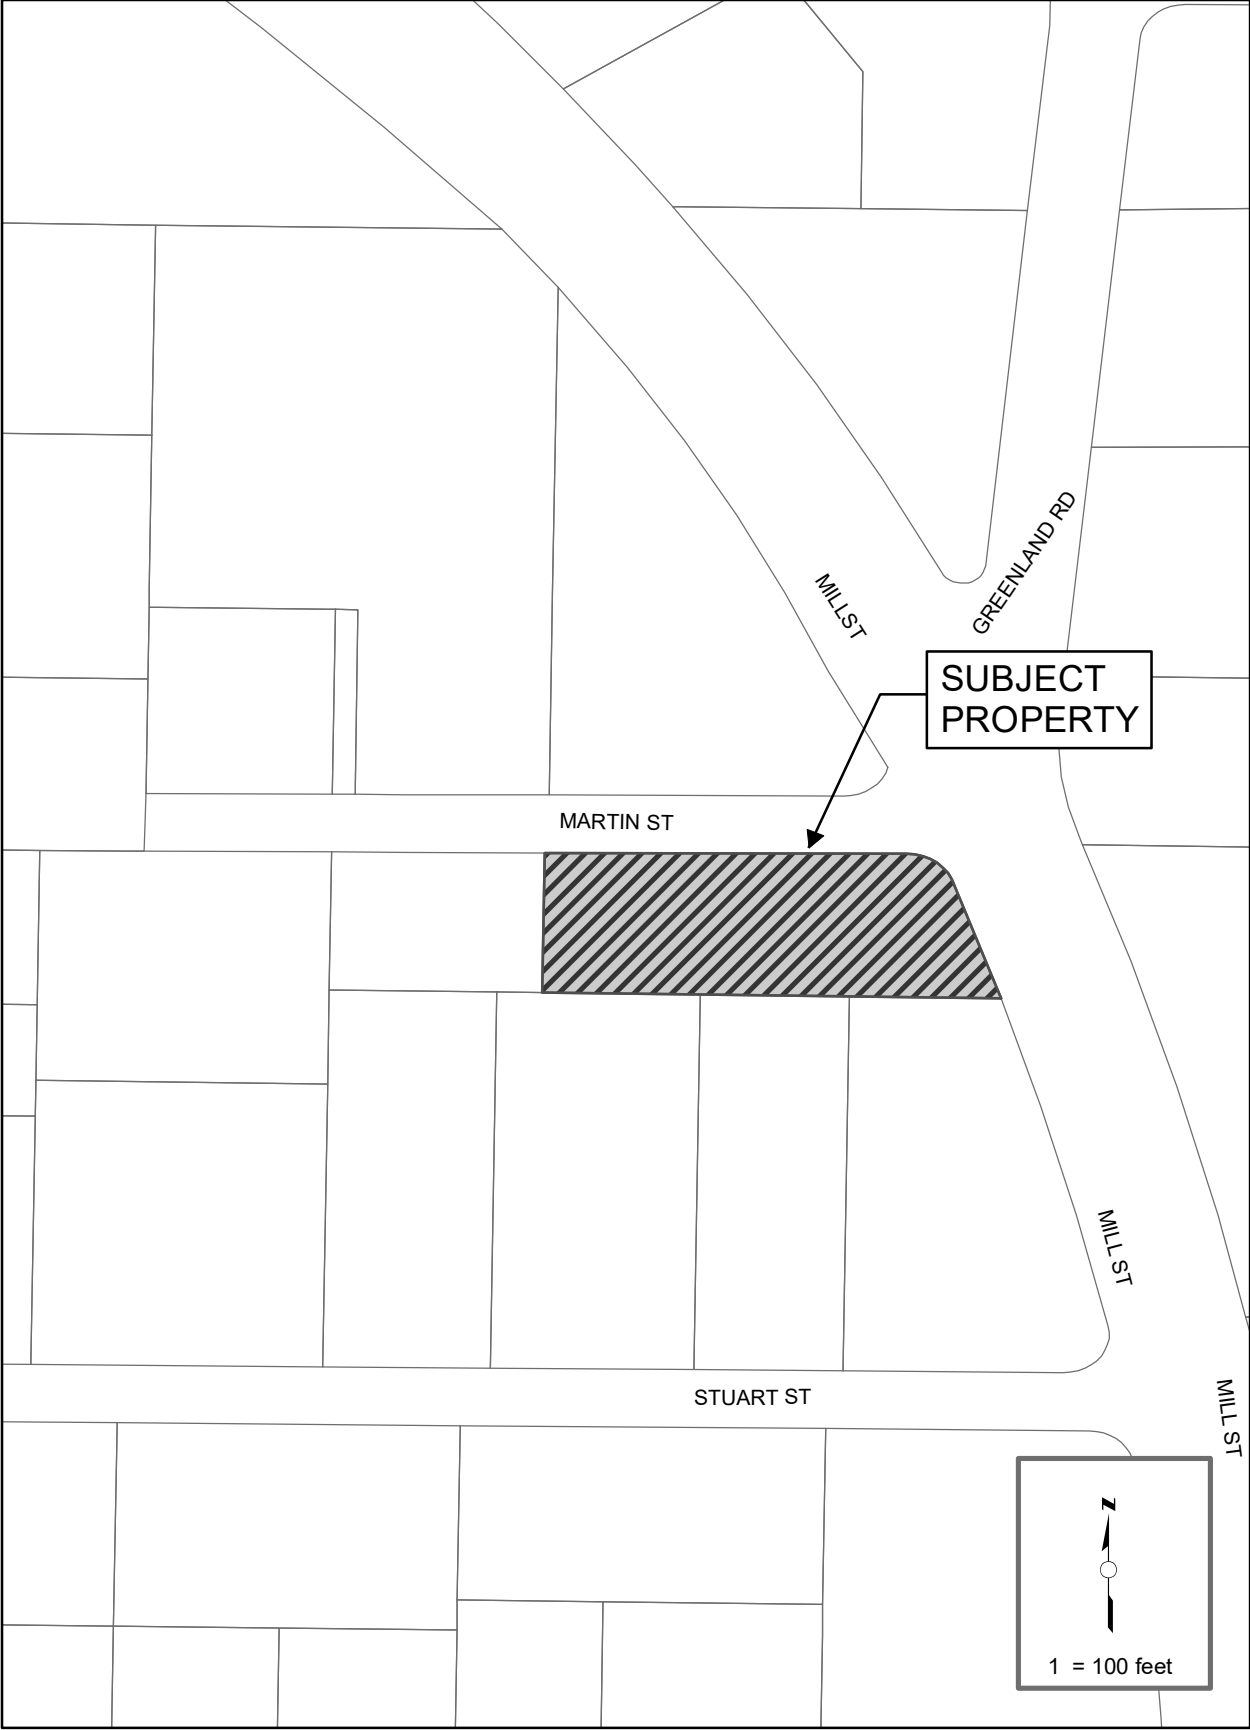 GREENLAND RD
MILLST
SUBJECT
PROPERTY
MARTIN ST
MILL ST
STUART ST
MILL ST
z
1 = 100 feet